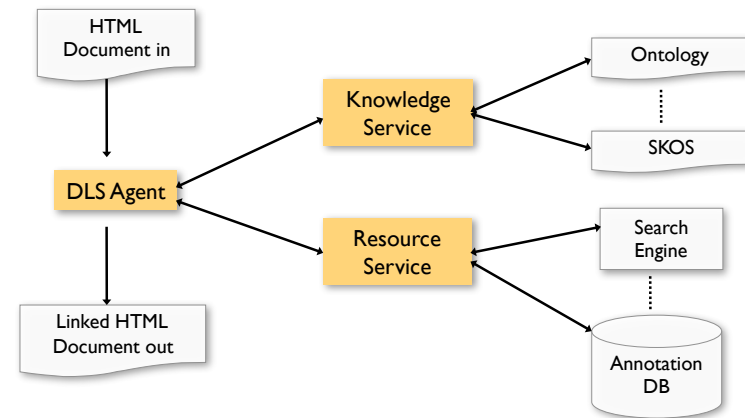 HTML
Document in
DLS Agent
Linked HTML
Document out
Knowledge
Service
Resource
Service
Ontology
SKOS
Search
Engine
Annotation
DB